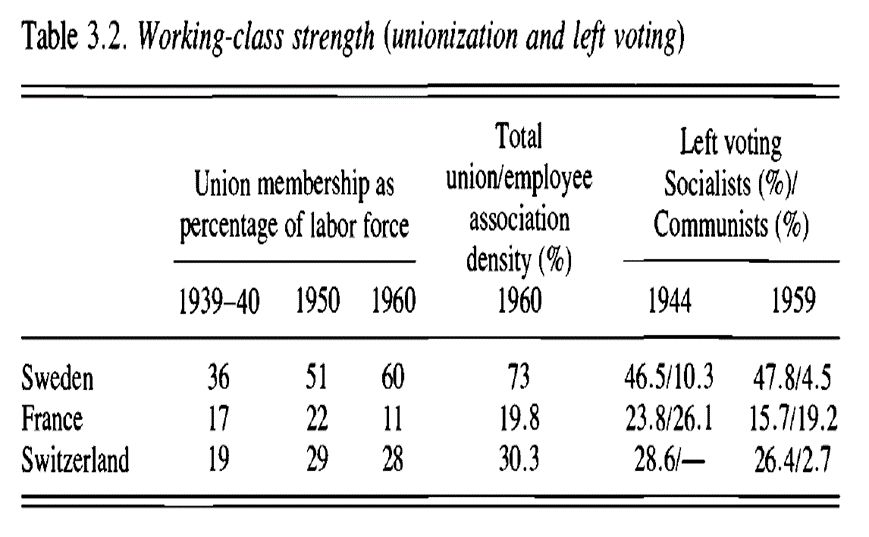 Table 3.2. Working-class strength (unionization and left voting)
Total
union/employee
association
density (%)
Left voting
Socialists (%)/
Communists (%)
Union membership as
percentage of labor force
1939–40 1950 1960 1960 1944 1959
Sweden 36 51 60 73 46.5/10.3 47.8/4.5
France 17 22 11 19.8 23.8/26.1 15.7/19.2
Switzerland 19 29 28 30.3 28.6/— 26.4/2.7